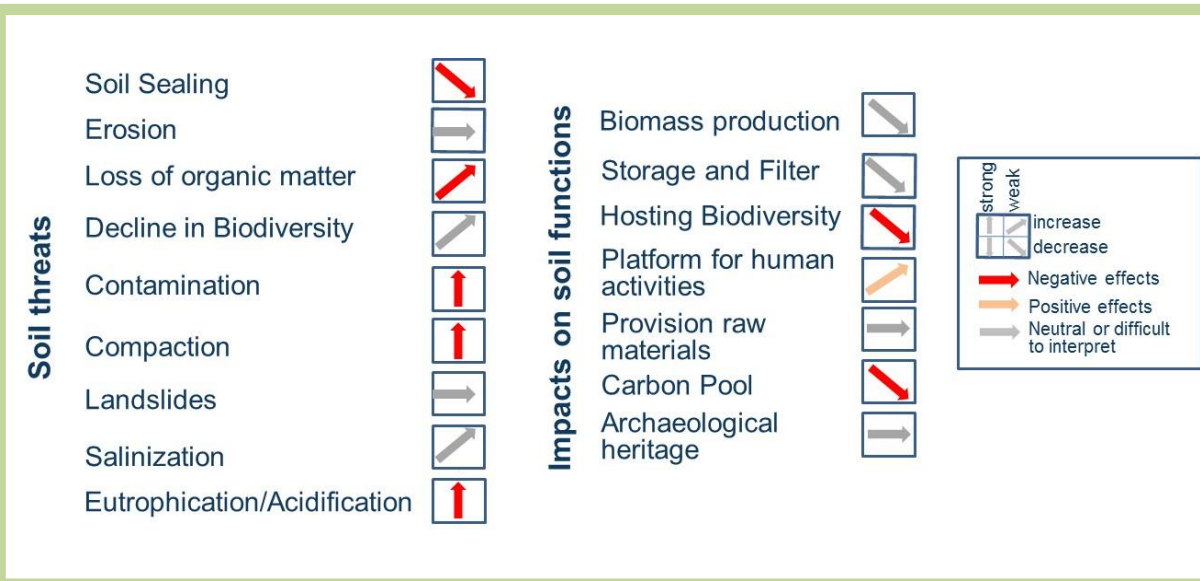 Soil threats
Soil Sealing
Erosion
Loss of organic matter
Decline in Biodiversity
Contamination
Compaction
Landslides
Salinization
Eutrophication/Acidification
Impacts on soil functions
Biomass production
Storage and Filter
Hosting Biodiversity
Platform for human
activities
Provision raw
materials
Carbon Pool
Archaeological
heritage
strong
weak
increase
decrease
Negative effects
Positive effects
Neutral or difficult
to interpret